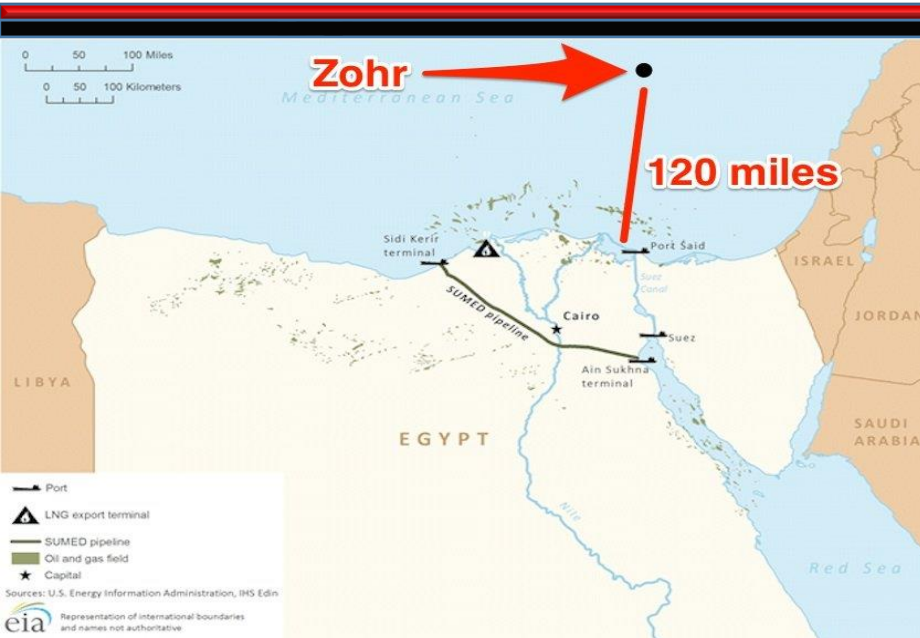 0 50 100 Miles
0 50 100 Kilometers
Zohr
Mediterranean Sea
120 miles
Sidi Kerir
terminal
Port Said
ISRAEL
Suez
Canal
SUMED pipeline
Cairo
JORDAN
Suez
Ain Sukhna
terminal
LIBYA
SAUDI
ARABIA
EGYPT
Nile
Red Sea
Port
LNG export terminal
SUMED pipeline
Oil and gas field
Capital
Sources: U.S. Energy Information Administration, IHS Edin
eia
Representation of international boundaries
and names not authoritative